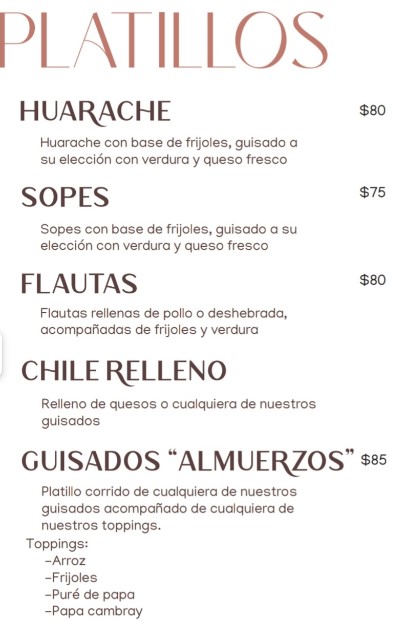 PLATILLOS
HUARACHE $80
Huarache con base de frijoles, guisado a
su elección con verdura y queso fresco
SOPES $75
Sopes con base de frijoles, guisado a su
elección con verdura y queso fresco
FLAUTAS $80
Flautas rellenas de pollo o deshebrada,
acompañadas de frijoles y verdura
CHILE RELLENO
Relleno de quesos o cualquiera de nuestros
guisados
GUISADOS “ALMUERZOS” $85
Platillo corrido de cualquiera de nuestros
guisados acompañado de cualquiera de
nuestros toppings.
Toppings:
-Arroz
-Frijoles
-Puré de papa
-Papa cambray